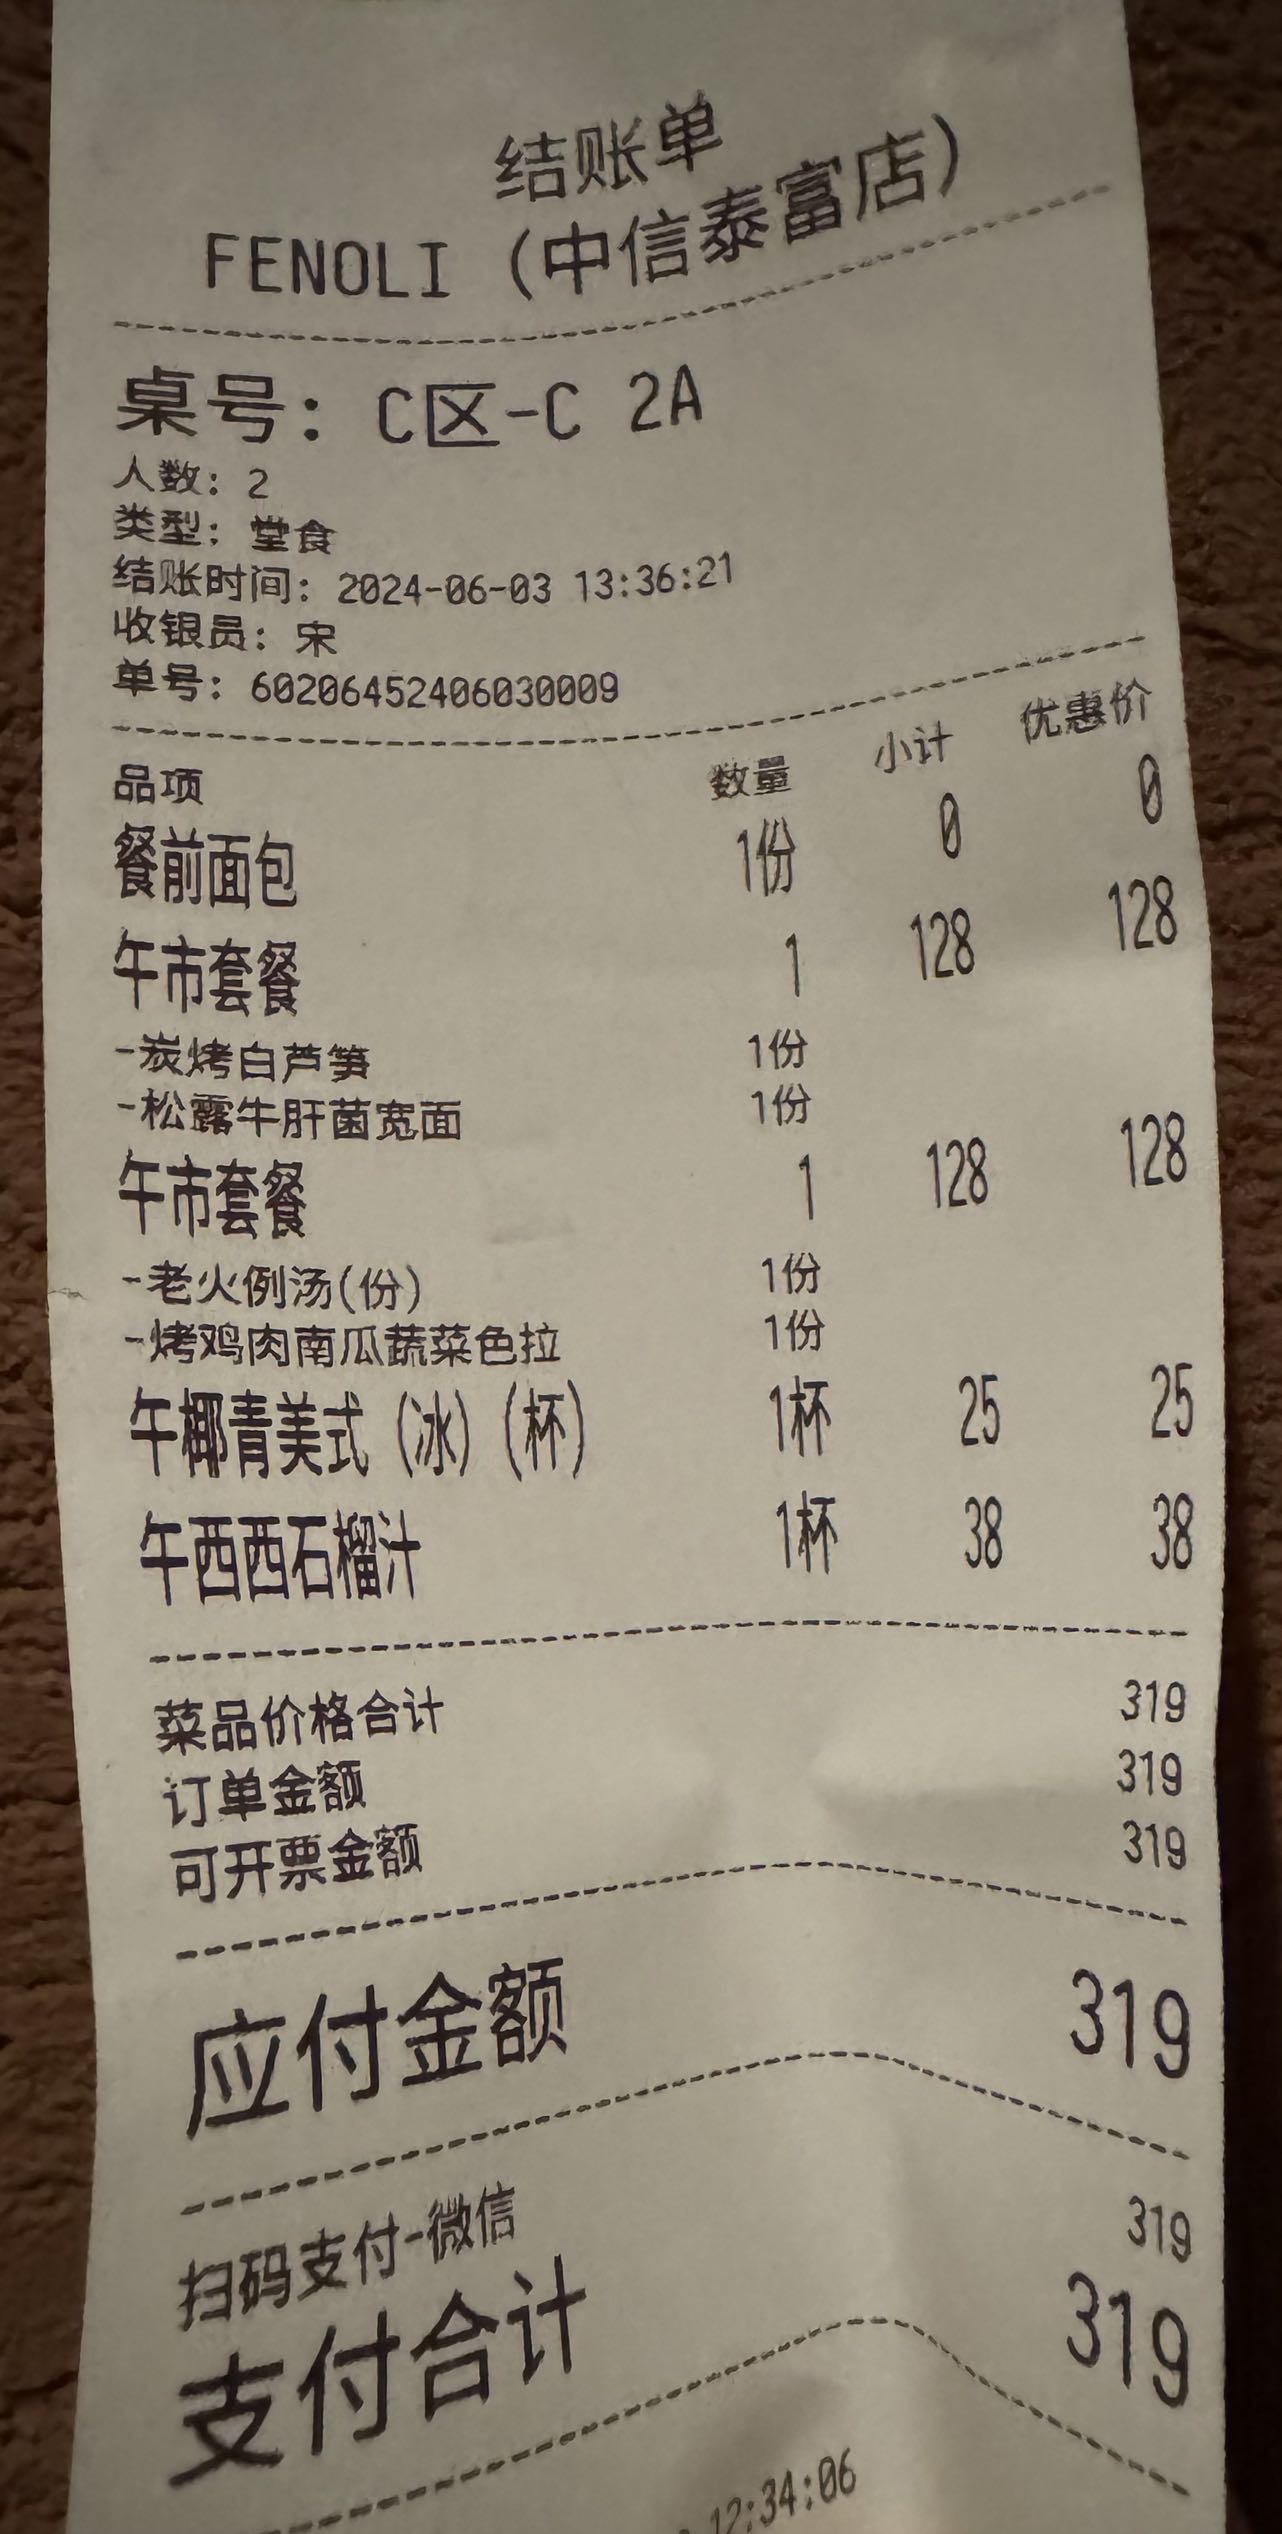 结账单
FENOLI (中信泰富店)
桌号: C区-C 2A
人数: 2
类型: 堂食
结账时间: 2024-06-03 13:36:21
收银员: 宋
单号: 60206452406030009
品项 数量 小计 优惠价
餐前面包 1份 0 0
午市套餐 1 128 128
-炭烤白芦笋 1份
-松露牛肝菌宽面 1份
午市套餐 1 128 128
-老火例汤(份) 1份
-烤鸡肉南瓜蔬菜色拉 1份
午椰青美式 (冰) (杯) 1杯 25 25
午西西石榴汁 1杯 38 38
菜品价格合计 319
订单金额 319
可开票金额 319
应付金额 319
扫码支付-微信 319
支付合计 319
12:34:06